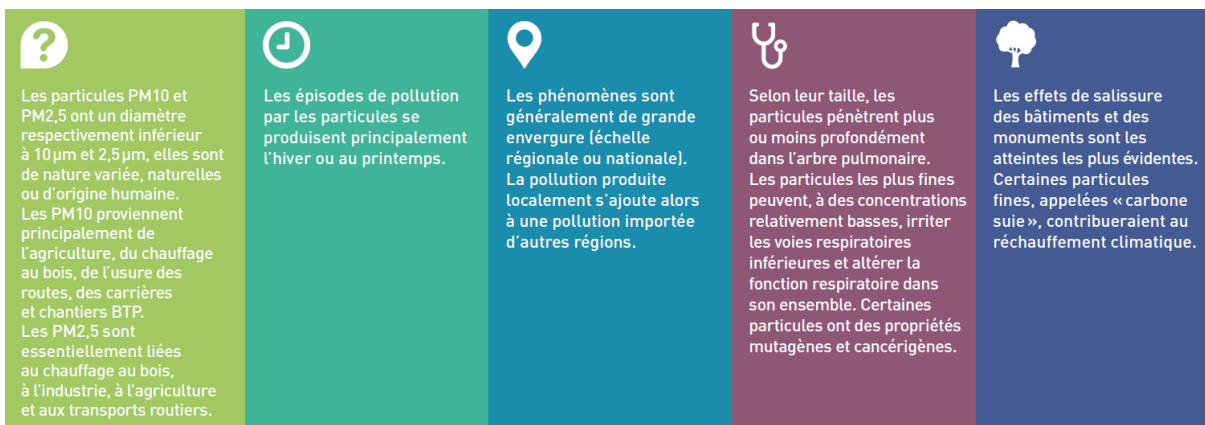 ?
Les particules PM10 et
PM2,5 ont un diamètre
respectivement inférieur
à 10 µm et 2,5 µm, elles sont
de nature variée, naturelles
ou d'origine humaine.
Les PM10 proviennent
principalement de
l'agriculture, du chauffage
au bois, de l'usure des
routes, des carrières
et chantiers BTP.
Les PM2,5 sont
essentiellement liées
au chauffage au bois,
à l'industrie, à l'agriculture
et aux transports routiers.
Les épisodes de pollution
par les particules se
produisent principalement
l'hiver ou au printemps.
Les phénomènes sont
généralement de grande
envergure (échelle
régionale ou nationale).
La pollution produite
localement s'ajoute alors
à une pollution importée
d'autres régions.
Selon leur taille, les
particules pénètrent plus
ou moins profondément
dans l'arbre pulmonaire.
Les particules les plus fines
peuvent, à des concentrations
relativement basses, irriter
les voies respiratoires
inférieures et altérer la
fonction respiratoire dans
son ensemble. Certaines
particules ont des propriétés
mutagènes et cancérigènes.
Les effets de salissure
des bâtiments et des
monuments sont les
atteintes les plus évidentes.
Certaines particules
fines, appelées « carbone
suie », contribueraient au
réchauffement climatique.